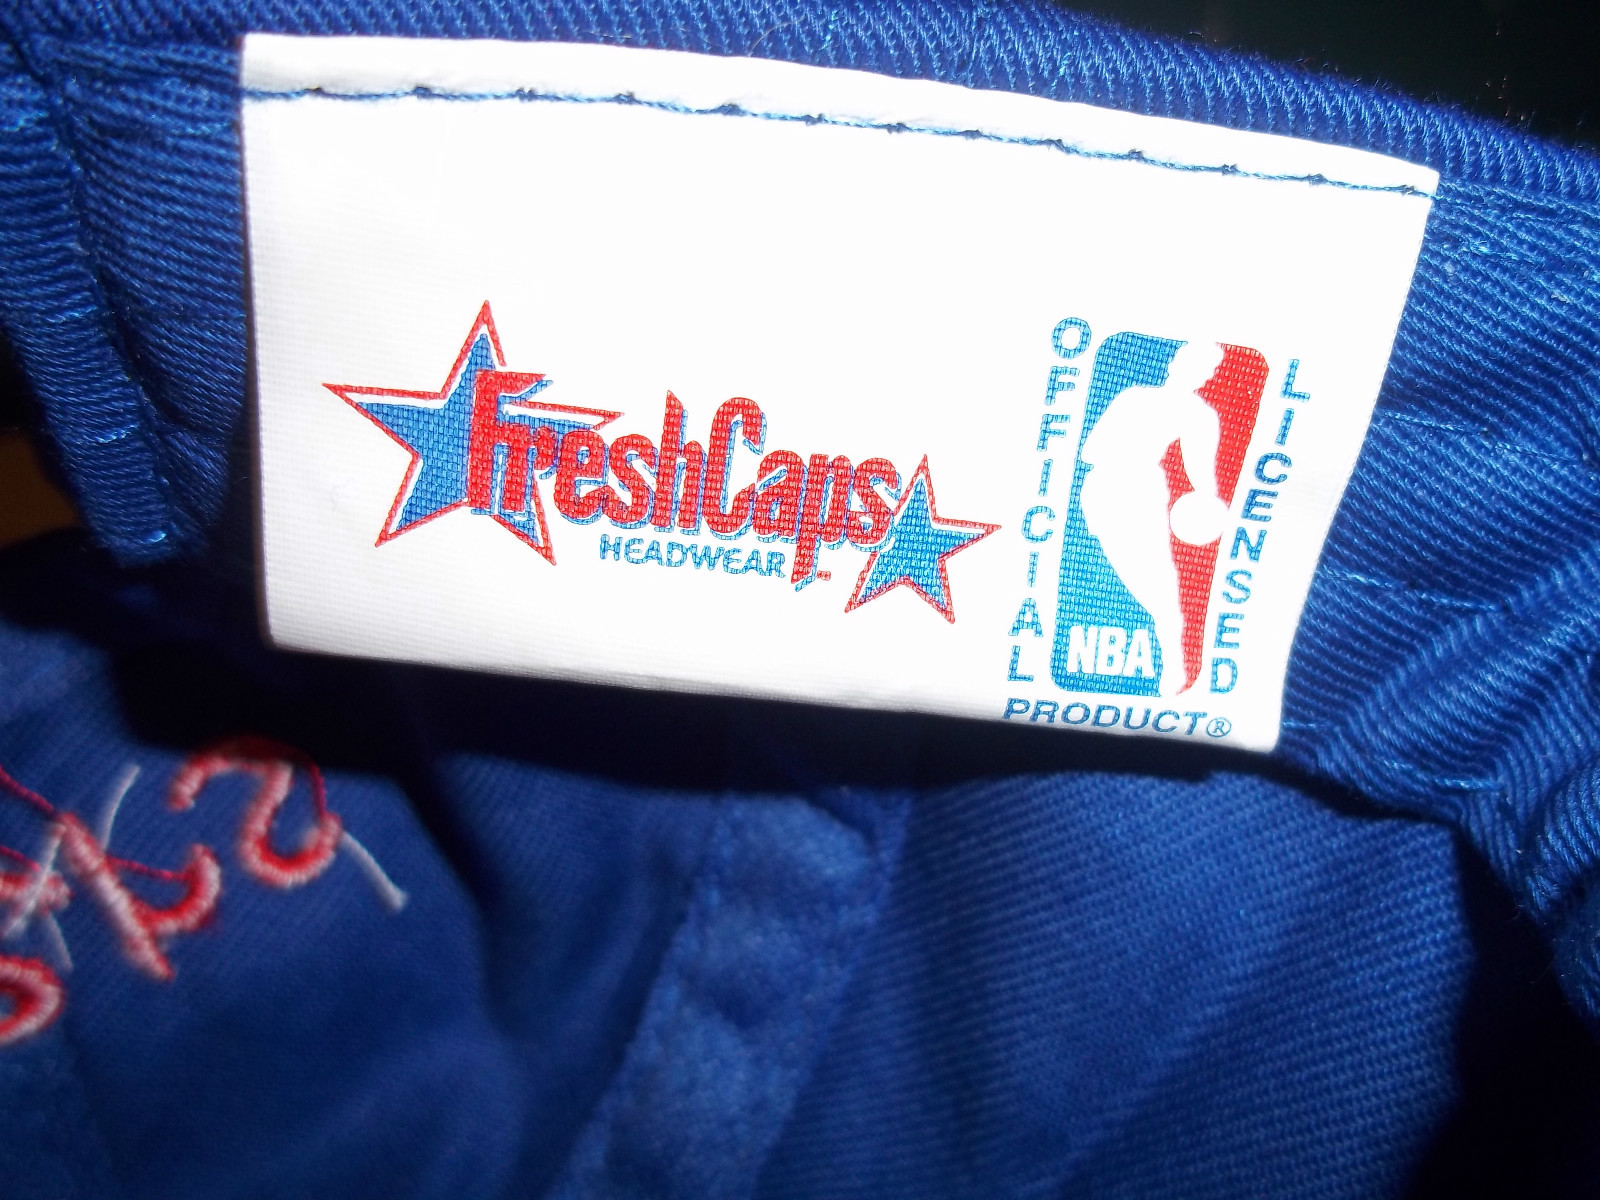 FreshCaps
HEADWEAR
OFFICIAL
NBA
LICENSED
PRODUCT®